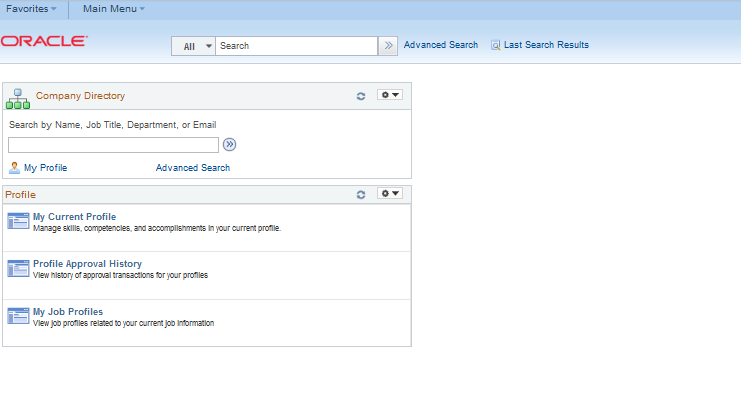 Favorites Main Menu
ORACLE
All Search Advanced Search Last Search Results
Company Directory
Search by Name, Job Title, Department, or Email
My Profile Advanced Search
Profile
My Current Profile
Manage skills, competencies, and accomplishments in your current profile.
Profile Approval History
View history of approval transactions for your profiles
My Job Profiles
View job profiles related to your current job information